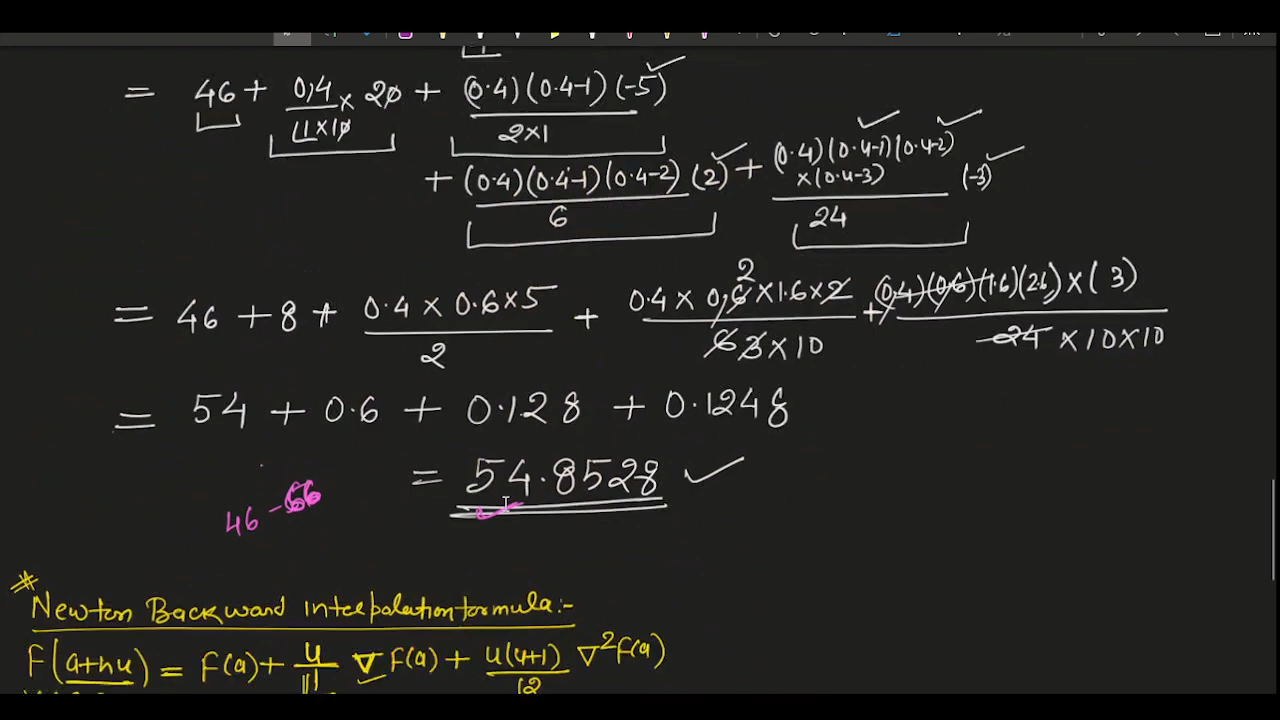 = 46 + 0.4/(1×10) × 20 + (0.4)(0.4-1)(-5)/2×1
+ (0.4)(0.4-1)(0.4-2)(2)/6 + (0.4)(0.4-1)(0.4-2)×(0.4-3)(-3)/24
= 46 + 8 + 0.4 × 0.6 × 5/2 + 0.4 × 0.6 × 1.6 × 2/6 3 × 10 + (0.4)(0.6)(1.6)(2.6) × (3)/24 × 10 × 10
2
= 54 + 0.6 + 0.128 + 0.1248
= 54.8528
46 - 66
Newton Backward interpolation formula:-
F(a+hu) = F(a) + u/1! ∇F(a) + u(u+1)/2 ∇²F(a)